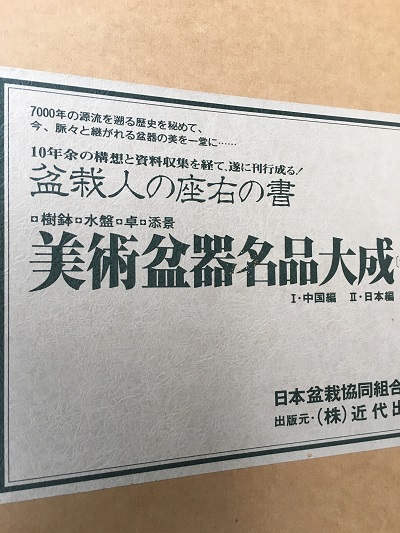 7000年の源流を遡る歴史を秘めて、
今、脈々と継がれる盆器の美を一堂に……
10年余の構想と資料収集を経て、遂に刊行成る!
盆栽人の座右の書
□樹鉢□水盤□卓□添景
美術盆器名品大成
Ⅰ・中国編 Ⅱ・日本編
日本盆栽協同組合
出版元・(株)近代出